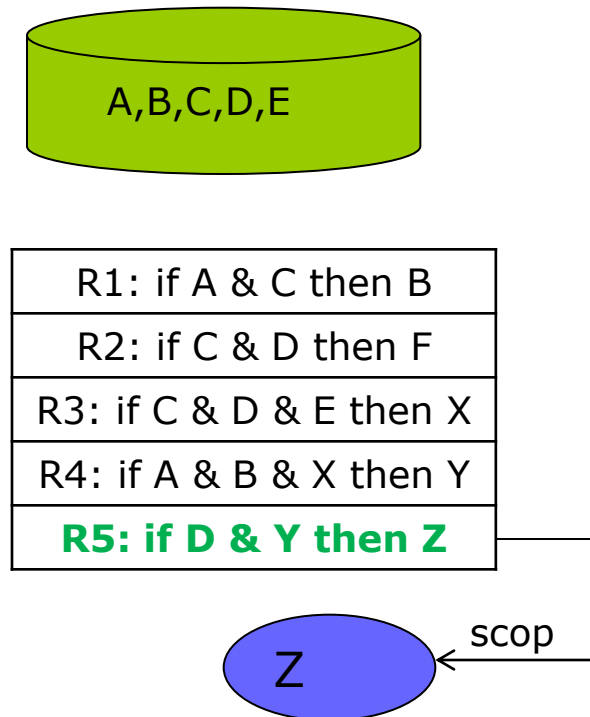 A,B,C,D,E
R1: if A & C then B
R2: if C & D then F
R3: if C & D & E then X
R4: if A & B & X then Y
R5: if D & Y then Z
scop
Z